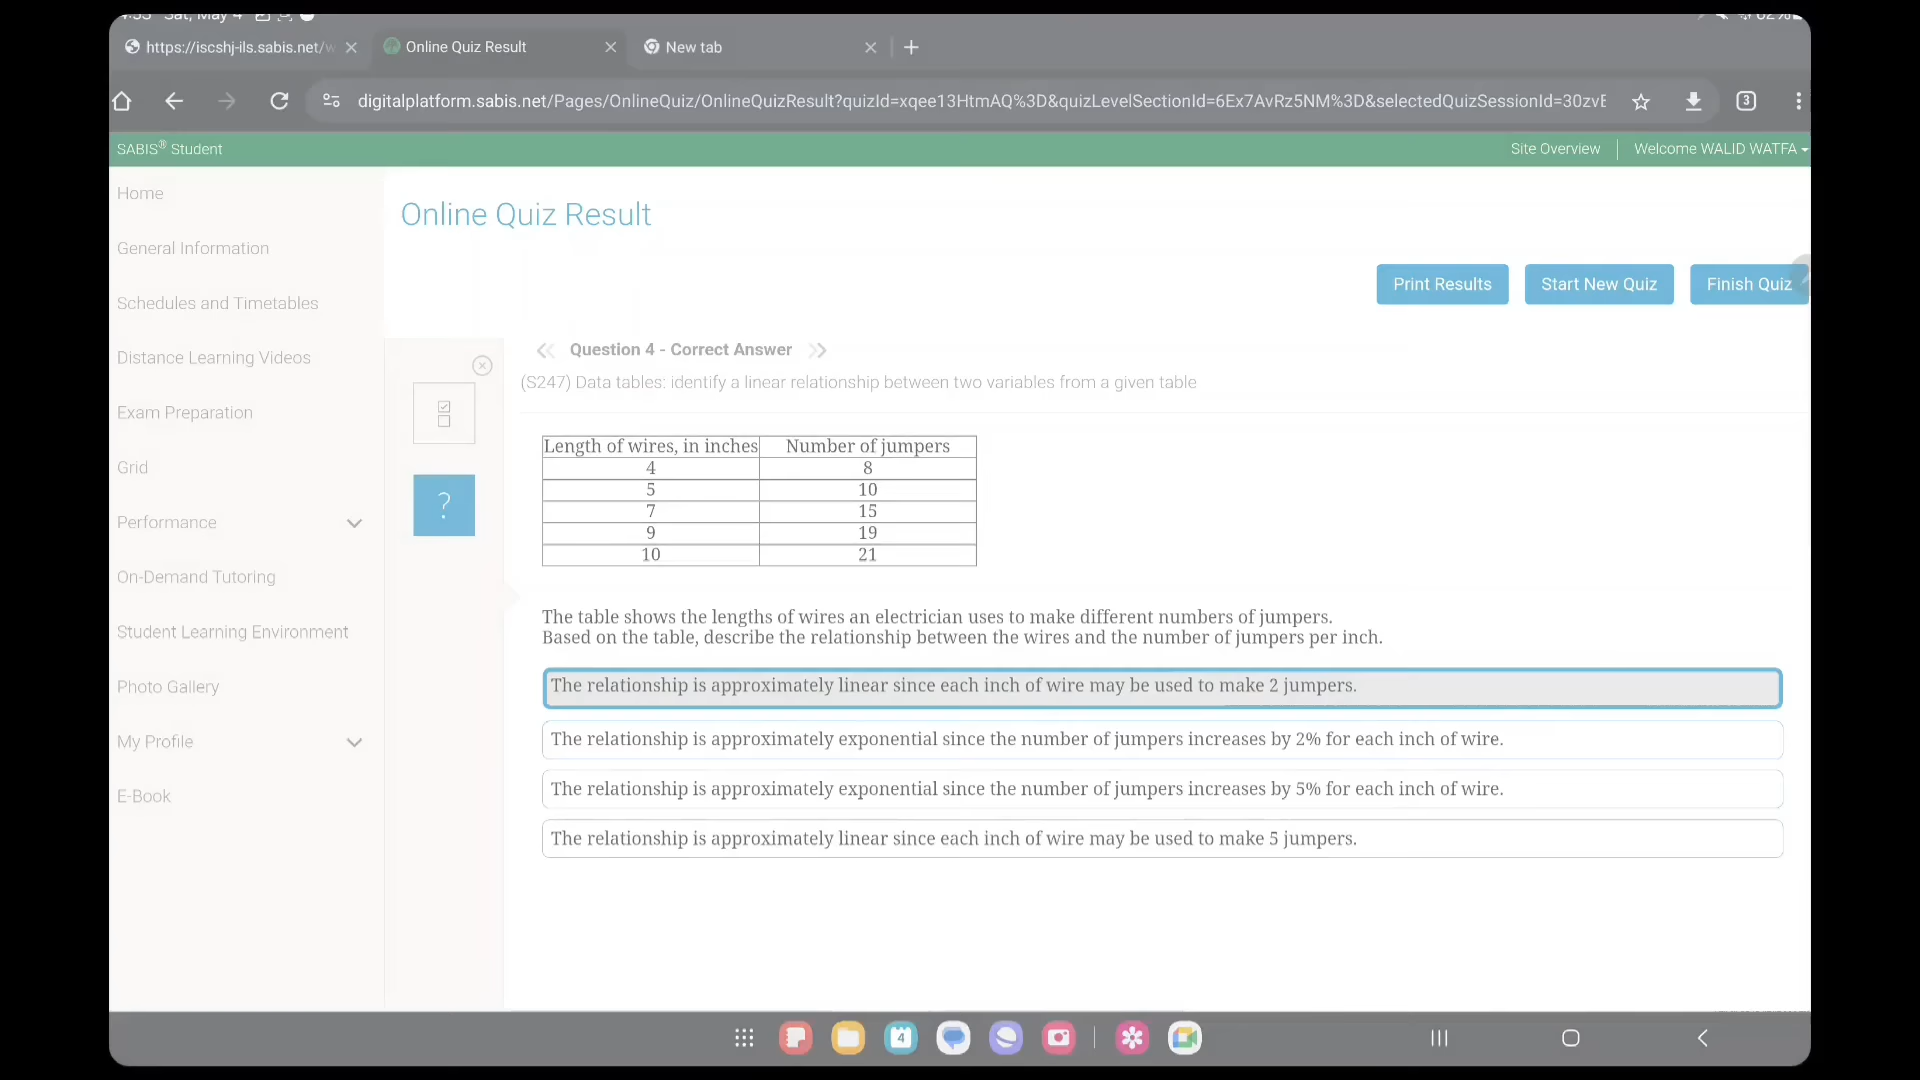 Sat, May 4
https://iscshj-ils.sabis.net/w
Online Quiz Result
New tab
digitalplatform.sabis.net/Pages/OnlineQuiz/OnlineQuizResult?quizId=xqee13HtmAQ%3D&quizLevelSectionId=6Ex7AvRz5NM%3D&selectedQuizSessionId=30zvE
3
SABIS® Student
Site Overview
Welcome WALID WATFA
Home
General Information
Schedules and Timetables
Distance Learning Videos
Exam Preparation
Grid
Performance
On-Demand Tutoring
Student Learning Environment
Photo Gallery
My Profile
E-Book
Online Quiz Result
Print Results
Start New Quiz
Finish Quiz
?
Question 4 - Correct Answer
(S247) Data tables: identify a linear relationship between two variables from a given table
Length of wires, in inches Number of jumpers
4 8
5 10
7 15
9 19
10 21
The table shows the lengths of wires an electrician uses to make different numbers of jumpers.
Based on the table, describe the relationship between the wires and the number of jumpers per inch.
The relationship is approximately linear since each inch of wire may be used to make 2 jumpers.
The relationship is approximately exponential since the number of jumpers increases by 2% for each inch of wire.
The relationship is approximately exponential since the number of jumpers increases by 5% for each inch of wire.
The relationship is approximately linear since each inch of wire may be used to make 5 jumpers.
4